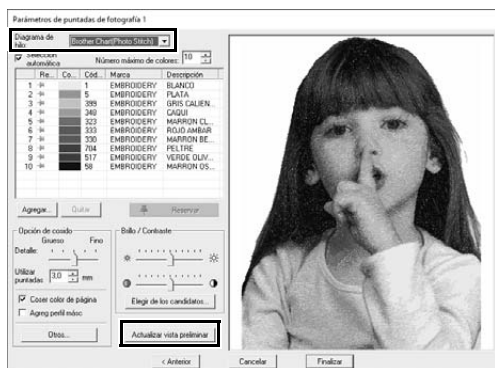 Parámetros de puntadas de fotografía 1
Diagrama de hilo: Brother Chart(Photo Stitch)
Selección automática Número máximo de colores: 10
Re... Co... Cód... Marca Descripción
1 1 EMBROIDERY BLANCO
2 5 EMBROIDERY PLATA
3 399 EMBROIDERY GRIS CALIEN...
4 348 EMBROIDERY CAQUI
5 323 EMBROIDERY MARRON CL...
6 333 EMBROIDERY ROJO AMBAR
7 330 EMBROIDERY MARRON BE...
8 704 EMBROIDERY PELTRE
9 517 EMBROIDERY VERDE OLIV...
10 58 EMBROIDERY MARRON OS...
Agregar... Quitar Reservar
Opción de cosido
Grueso Fino
Detalle:
Utilizar puntadas 3,0 mm
Coser color de página
Agreg perfil másc
Otros...
Brillo / Contraste
Elegir de los candidatos...
Actualizar vista preliminar
< Anterior Cancelar Finalizar